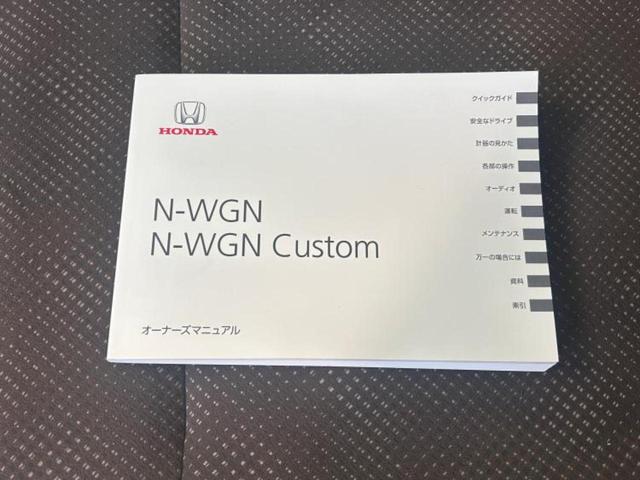 HONDA
N-WGN
N-WGN Custom
オーナーズマニュアル
クイックガイド
安全なドライブ
計器の見かた
各部の操作
オーディオ
運転
メンテナンス
万一の場合には
資料
索引